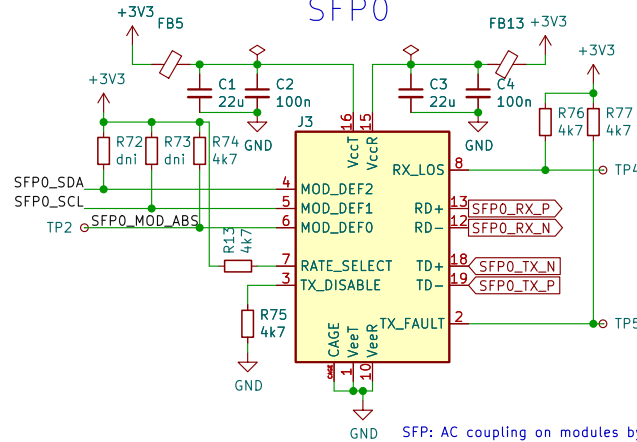 SFP0
+3V3
FB5
FB13
+3V3
+3V3
+3V3
C1
22u
C2
100n
C3
22u
C4
100n
GND
GND
J3
16
15
VccT
VccR
R72
dni
R73
dni
R74
4k7
R76
4k7
R77
4k7
8
RX_LOS
TP4
SFP0_SDA
4
MOD_DEF2
SFP0_SCL
5
MOD_DEF1
TP2
SFP0_MOD_ABS
6
MOD_DEF0
RD+
13
SFP0_RX_P
RD-
12
SFP0_RX_N
R13
4k7
7
RATE_SELECT
3
TX_DISABLE
TD+
18
SFP0_TX_N
TD-
19
SFP0_TX_P
R75
4k7
GND
TX_FAULT
2
TP5
CAGE
VeeT
VeeR
CAGE
1
10
GND
SFP: AC coupling on modules by